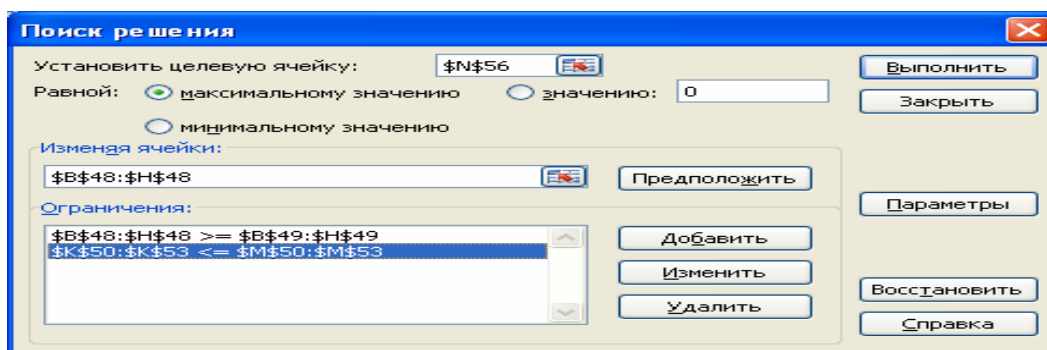 Поиск решения
Установить целевую ячейку: $N$56
Выполнить
Равной: максимальному значению значению: 0
Закрыть
минимальному значению
Изменяя ячейки:
$B$48:$H$48
Предположить
Ограничения:
Параметры
$B$48:$H$48 >= $B$49:$H$49
Добавить
$K$50:$K$53 <= $M$50:$M$53
Изменить
Восстановить
Удалить
Справка